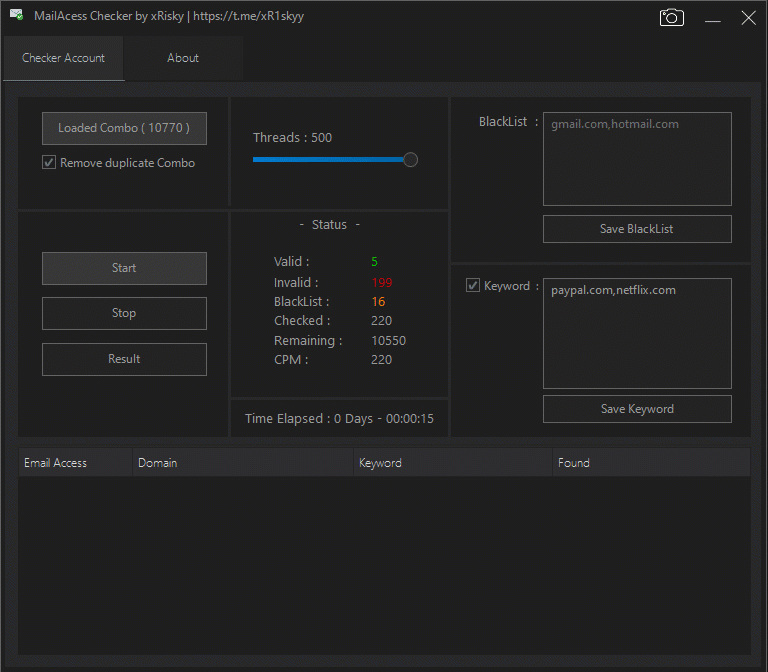 MailAcess Checker by xRisky | https://t.me/xR1skyy
Checker Account
About
Loaded Combo ( 10770 )
Remove duplicate Combo
Threads : 500
BlackList :
gmail.com,hotmail.com
Save BlackList
Start
Stop
Result
- Status -
Valid : 5
Invalid : 199
BlackList : 16
Checked : 220
Remaining : 10550
CPM : 220
Time Elapsed : 0 Days - 00:00:15
Keyword :
paypal.com,netflix.com
Save Keyword
Email Access Domain Keyword Found